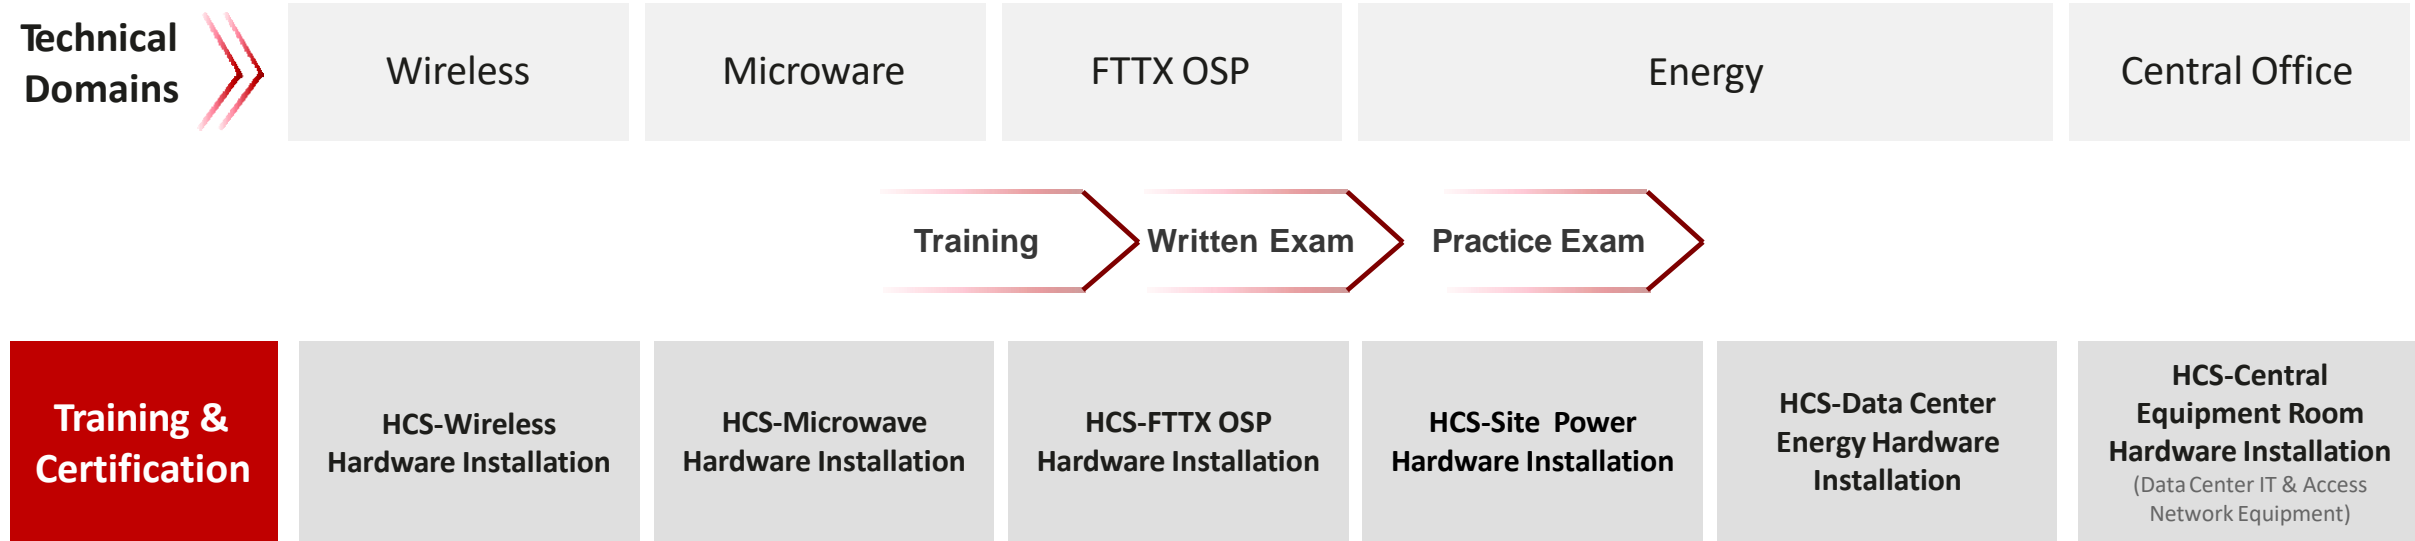 Technical
Domains
Wireless
Microware
FTTX OSP
Energy
Central Office
Training
Written Exam
Practice Exam
Training &
Certification
HCS-Wireless
Hardware Installation
HCS-Microwave
Hardware Installation
HCS-FTTX OSP
Hardware Installation
HCS-Site Power
Hardware Installation
HCS-Data Center
Energy Hardware
Installation
HCS-Central
Equipment Room
Hardware Installation
(Data Center IT & Access
Network Equipment)